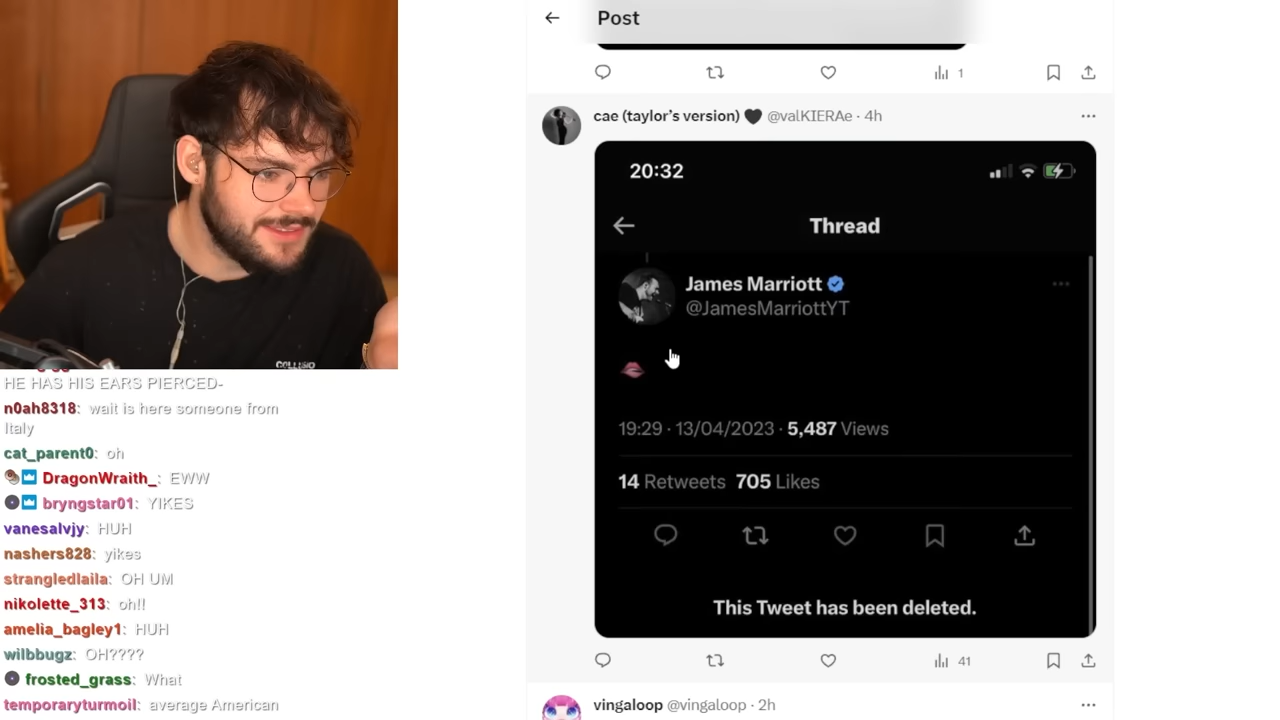 Post
1
cae (taylor’s version) 🖤 @valKIERAe · 4h
20:32
Thread
James Marriott
@JamesMarriottYT
🫦
19:29 · 13/04/2023 · 5,487 Views
14 Retweets 705 Likes
This Tweet has been deleted.
41
vingaloop @vingaloop · 2h
HE HAS HIS EARS PIERCED-
n0ah8318: wait is here someone from
Italy
cat_parent0: oh
DragonWraith_: EWW
bryngstar01: YIKES
vanesalvjy: HUH
nashers828: yikes
strangledlaila: OH UM
nikolette_313: oh!!
amelia_bagley1: HUH
wilbbugz: OH????
frosted_grass: What
temporaryturmoil: average American